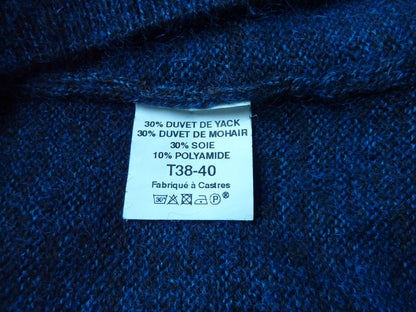 30% DUVET DE YACK
30% DUVET DE MOHAIR
30% SOIE
10% POLYAMIDE
T38-40
Fabriqué à Castres
P®